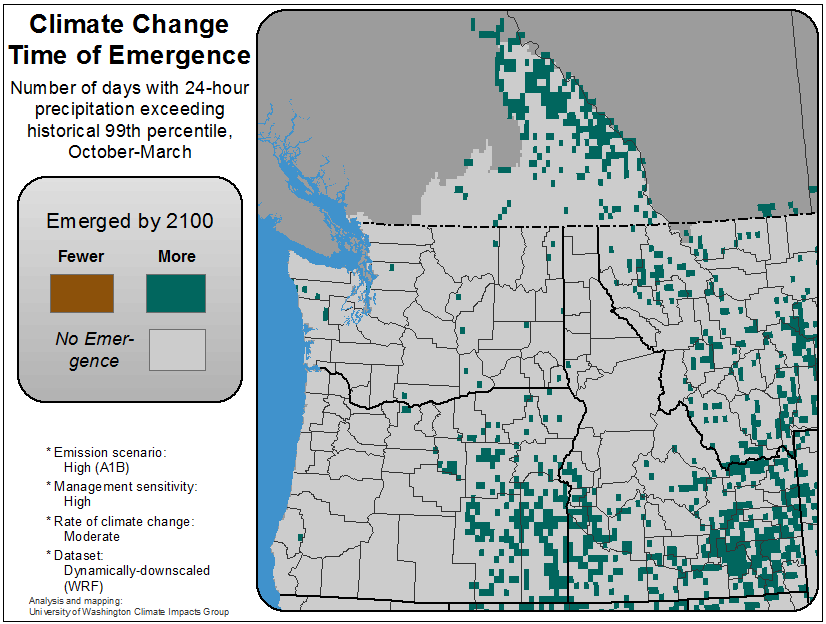 Climate Change
Time of Emergence
Number of days with 24-hour
precipitation exceeding
historical 99th percentile,
October-March
Emerged by 2100
Fewer More
No Emer-
gence
* Emission scenario:
High (A1B)
* Management sensitivity:
High
* Rate of climate change:
Moderate
* Dataset:
Dynamically-downscaled
(WRF)
Analysis and mapping:
University of Washington Climate Impacts Group